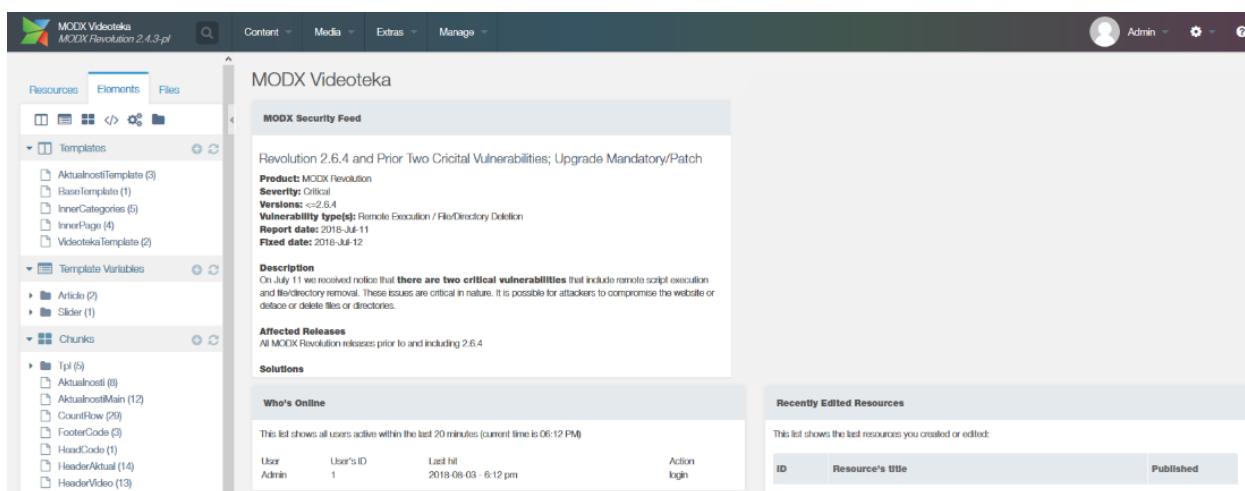 MODX Videoteka
MODX Revolution 2.4.3-pl
Content
Media
Extras
Manage
Admin
Resources
Elements
Files
Templates
AktualnostiTemplate (3)
BaseTemplate (1)
InnerCategories (5)
InnerPage (4)
VideotekaTemplate (2)
Template Variables
Article (2)
Slider (1)
Chunks
Tpl (5)
Aktualnosti (8)
AktualnostiMain (12)
CountRow (29)
FooterCode (3)
HeadCode (1)
HeaderAktual (14)
HeaderVideo (13)
MODX Videoteka
MODX Security Feed
Revolution 2.6.4 and Prior Two Cricital Vulnerabilities; Upgrade Mandatory/Patch
Product: MODX Revolution
Severity: Critical
Versions: <=2.6.4
Vulnerability type(s): Remote Execution / File/Directory Deletion
Report date: 2018-Jul-11
Fixed date: 2018-Jul-12
Description
On July 11 we received notice that there are two critical vulnerabilities that include remote script execution
and file/directory removal. These issues are critical in nature. It is possible for attackers to compromise the website or
deface or delete files or directories.
Affected Releases
All MODX Revolution releases prior to and including 2.6.4
Solutions
Who's Online
This list shows all users active within the last 20 minutes (current time is 06:12 PM)
User User's ID Last hit Action
Admin 1 2018-08-03 - 6:12 pm login
Recently Edited Resources
This list shows the last resources you created or edited:
ID Resource's title Published